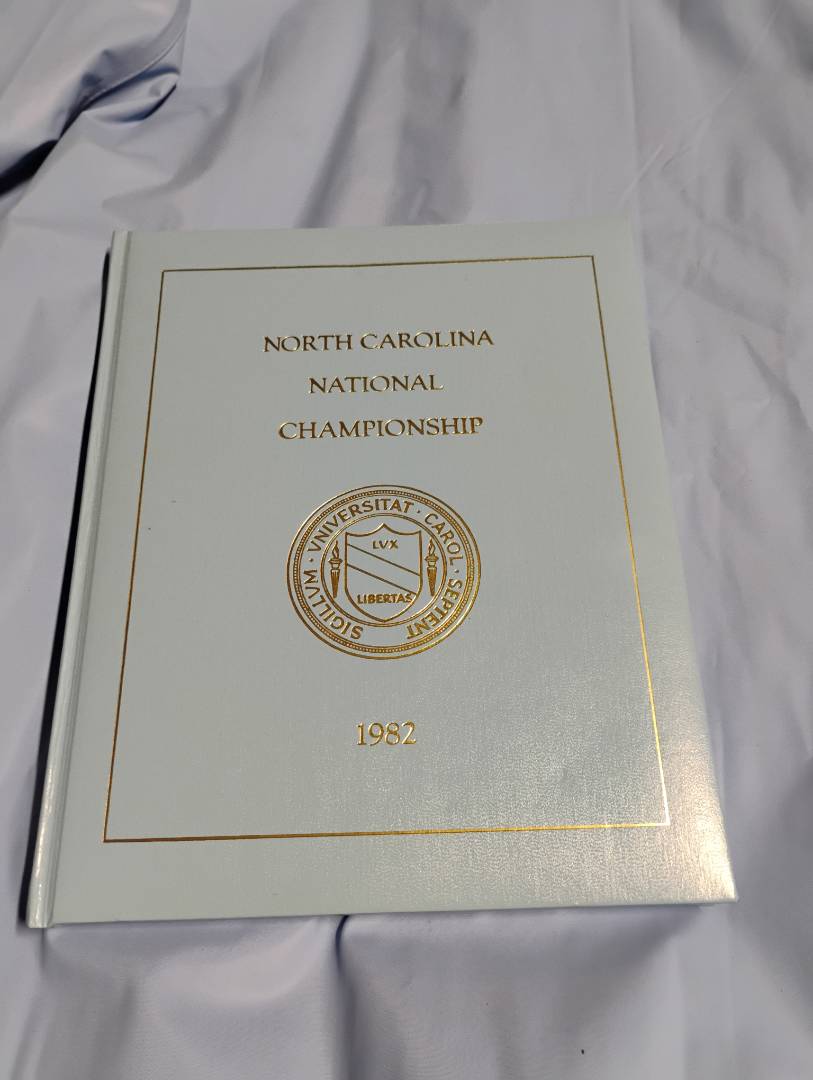 NORTH CAROLINA
NATIONAL
CHAMPIONSHIP
SIGILLVM · VNIVERSITAT · CAROL · SEPTENT
LVX
LIBERTAS
1982